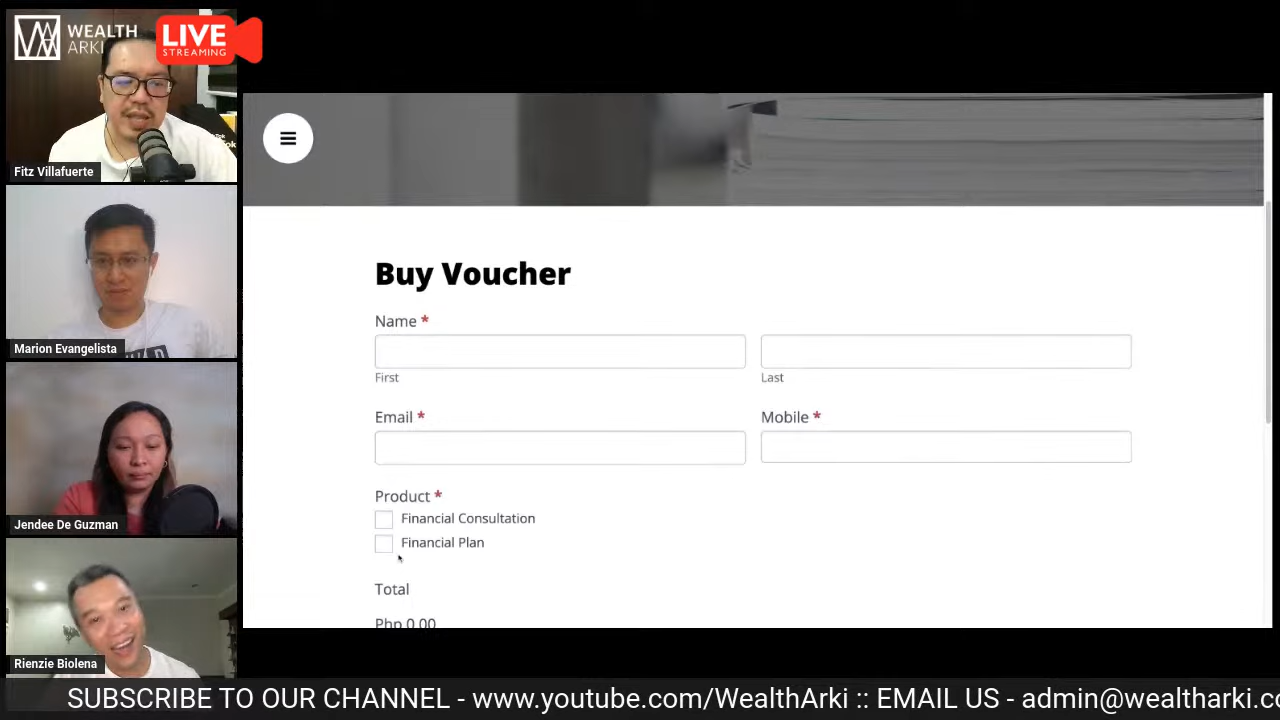 WEALTH
ARKI
LIVE
STREAMING
Fitz Villafuerte
Marion Evangelista
Jendee De Guzman
Rienzie Biolena
Buy Voucher
Name *
First
Last
Email *
Mobile *
Product *
Financial Consultation
Financial Plan
Total
Php 0.00
SUBSCRIBE TO OUR CHANNEL - www.youtube.com/WealthArki :: EMAIL US - admin@wealtharki.co